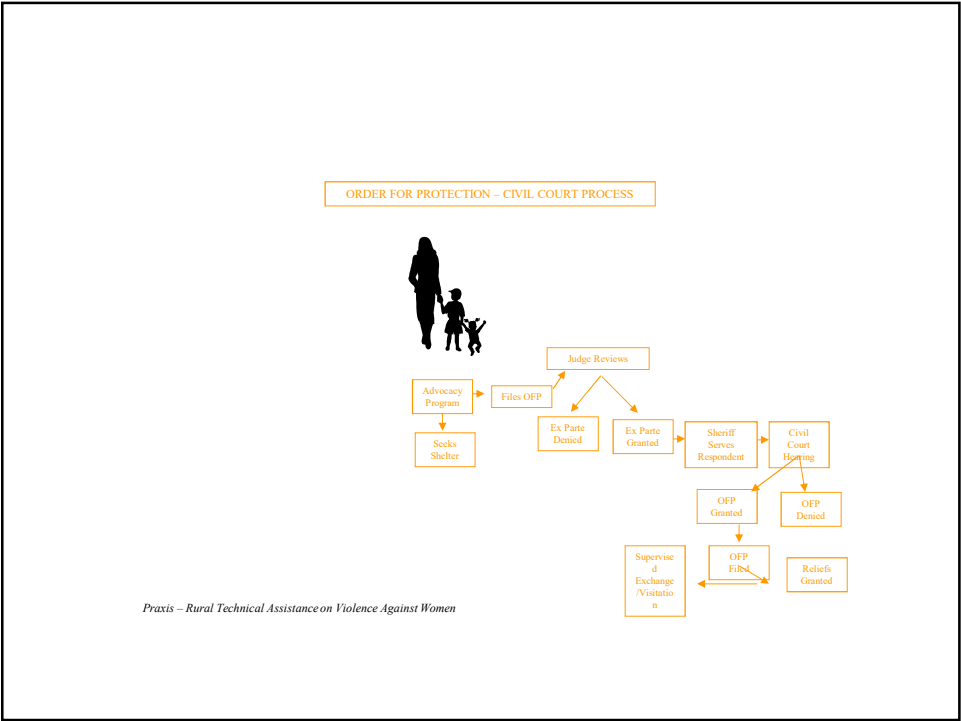 ORDER FOR PROTECTION – CIVIL COURT PROCESS
Judge Reviews
Advocacy
Program
Files OFP
Seeks
Shelter
Ex Parte
Denied
Ex Parte
Granted
Sheriff
Serves
Respondent
Civil
Court
Hearing
OFP
Granted
OFP
Denied
Supervise
d
Exchange
/Visitatio
n
OFP
Filed
Reliefs
Granted
Praxis – Rural Technical Assistance on Violence Against Women